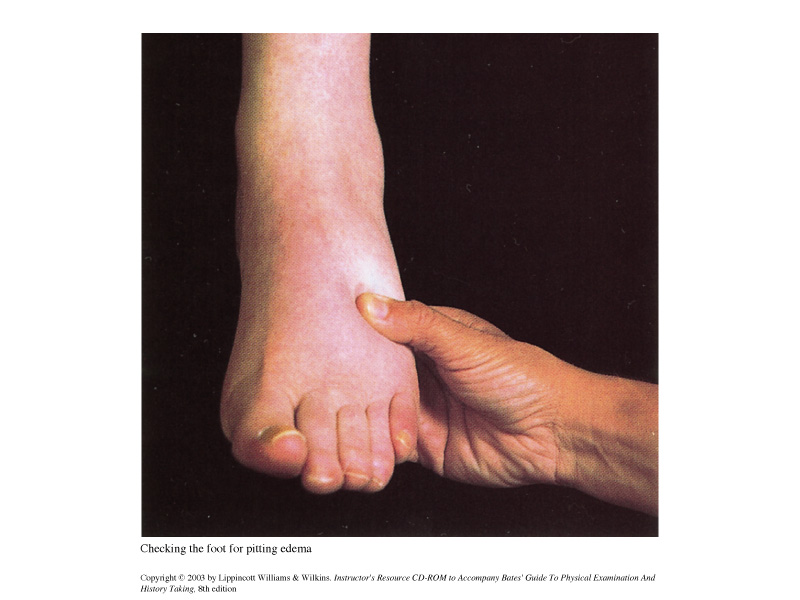 Checking the foot for pitting edema
Copyright © 2003 by Lippincott Williams & Wilkins. Instructor's Resource CD-ROM to Accompany Bates' Guide To Physical Examination And
History Taking, 8th edition